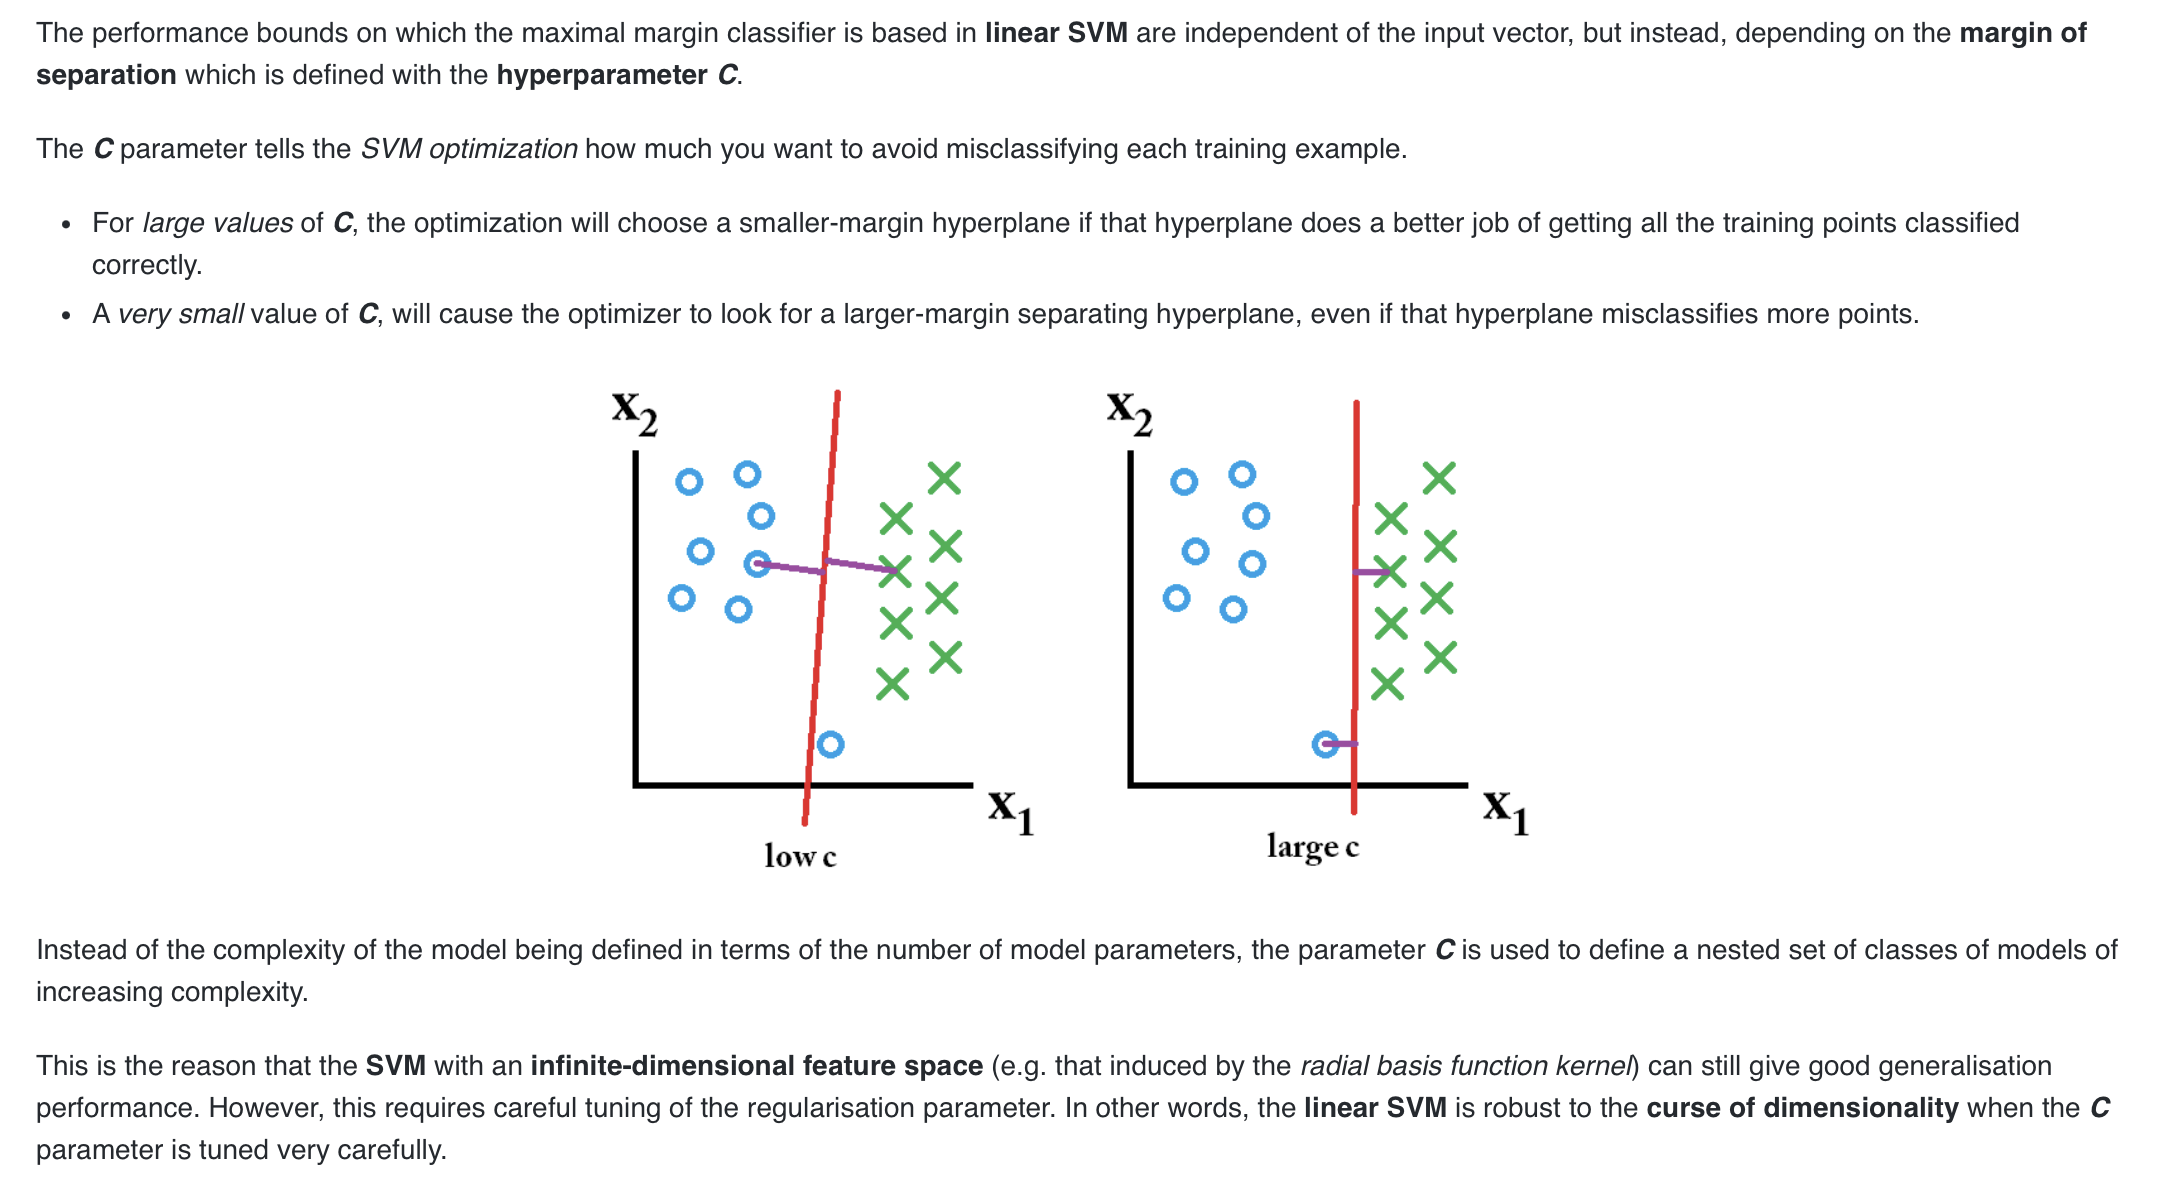 The performance bounds on which the maximal margin classifier is based in linear SVM are independent of the input vector, but instead, depending on the margin of
separation which is defined with the hyperparameter C.
The C parameter tells the SVM optimization how much you want to avoid misclassifying each training example.
• For large values of C, the optimization will choose a smaller-margin hyperplane if that hyperplane does a better job of getting all the training points classified
correctly.
• A very small value of C, will cause the optimizer to look for a larger-margin separating hyperplane, even if that hyperplane misclassifies more points.
x2
x1
low c
x2
x1
large c
Instead of the complexity of the model being defined in terms of the number of model parameters, the parameter C is used to define a nested set of classes of models of
increasing complexity.
This is the reason that the SVM with an infinite-dimensional feature space (e.g. that induced by the radial basis function kernel) can still give good generalisation
performance. However, this requires careful tuning of the regularisation parameter. In other words, the linear SVM is robust to the curse of dimensionality when the C
parameter is tuned very carefully.